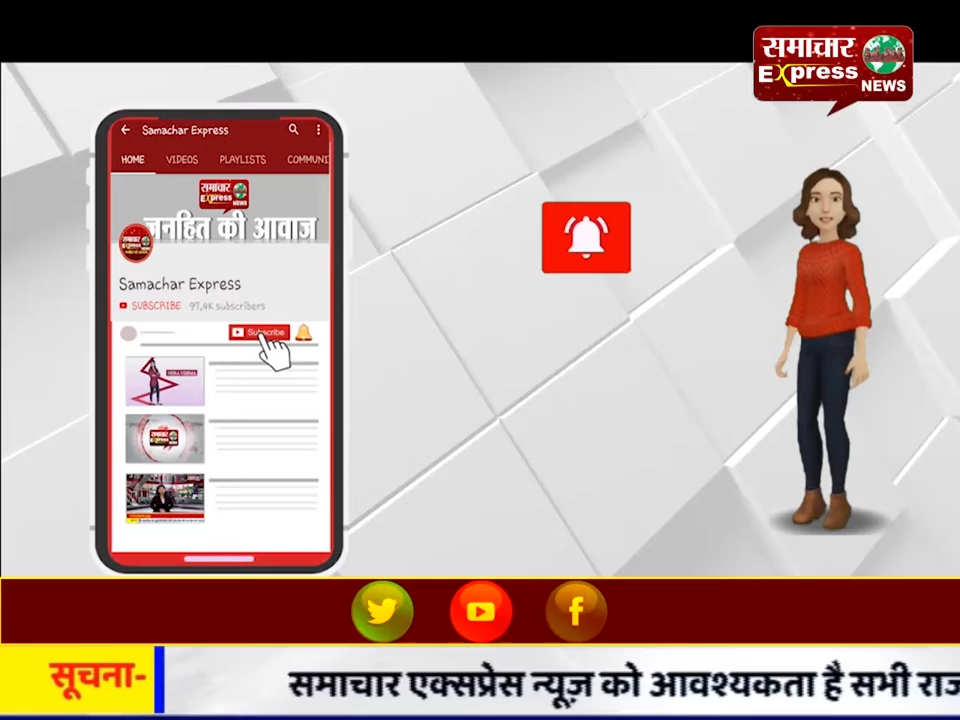 समाचार
Express
NEWS
Samachar Express
HOME VIDEOS PLAYLISTS COMMUNI
समाचार
Express
NEWS
जनहित की आवाज
Samachar Express
SUBSCRIBE 97.4K subscribers
Subscribe
सूचना- समाचार एक्सप्रेस न्यूज़ को आवश्यकता है सभी राज